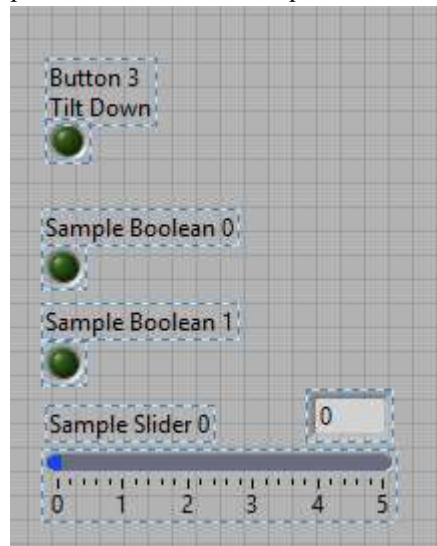 Button 3
Tilt Down
Sample Boolean 0
Sample Boolean 1
Sample Slider 0 0
0 1 2 3 4 5